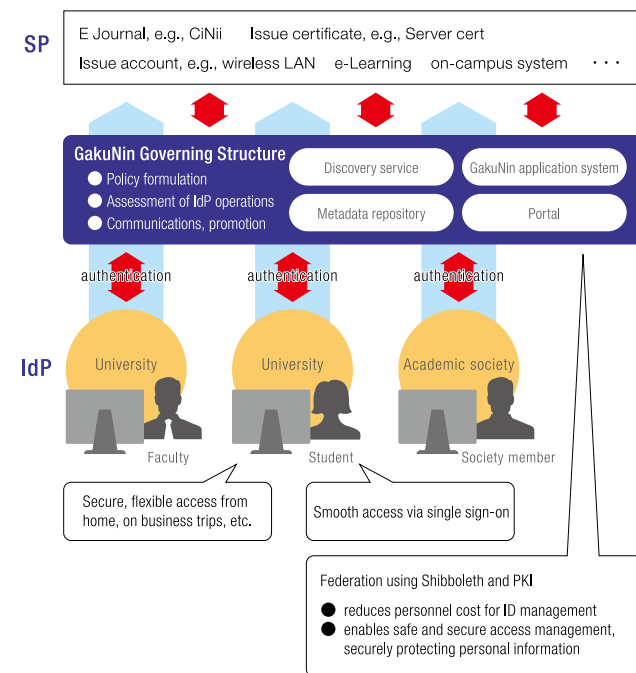 SP
E Journal, e.g., CiNii Issue certificate, e.g., Server cert
Issue account, e.g., wireless LAN e-Learning on-campus system ・・・
GakuNin Governing Structure
● Policy formulation
● Assessment of IdP operations
● Communications, promotion
Discovery service
GakuNin application system
Metadata repository
Portal
authentication
authentication
authentication
IdP
University
University
Academic society
Faculty
Student
Society member
Secure, flexible access from
home, on business trips, etc.
Smooth access via single sign-on
Federation using Shibboleth and PKI
● reduces personnel cost for ID management
● enables safe and secure access management,
securely protecting personal information